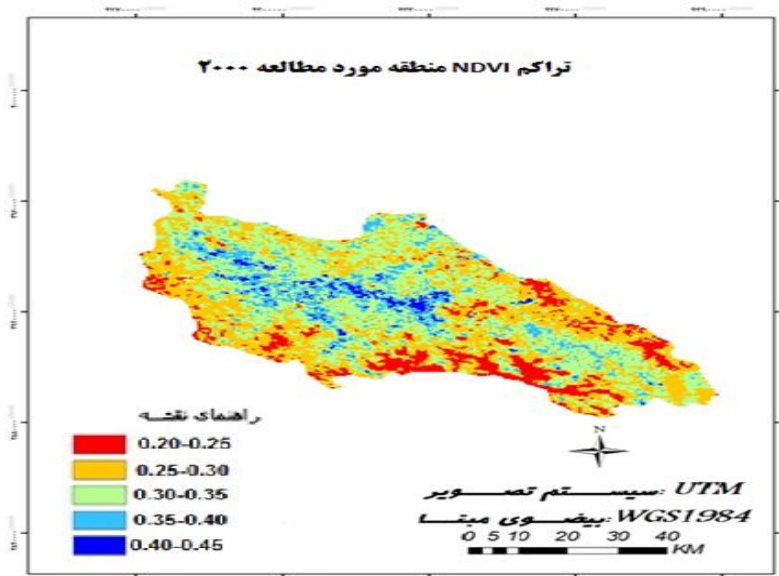 تراکم NDVI منطقه مورد مطالعه ۲۰۰۰
راهنمای نقشه
0.20-0.25
0.25-0.30
0.30-0.35
0.35-0.40
0.40-0.45
N
سیستم تصویر: UTM
بیضوی مبنا: WGS1984
0 5 10 20 30 40
KM